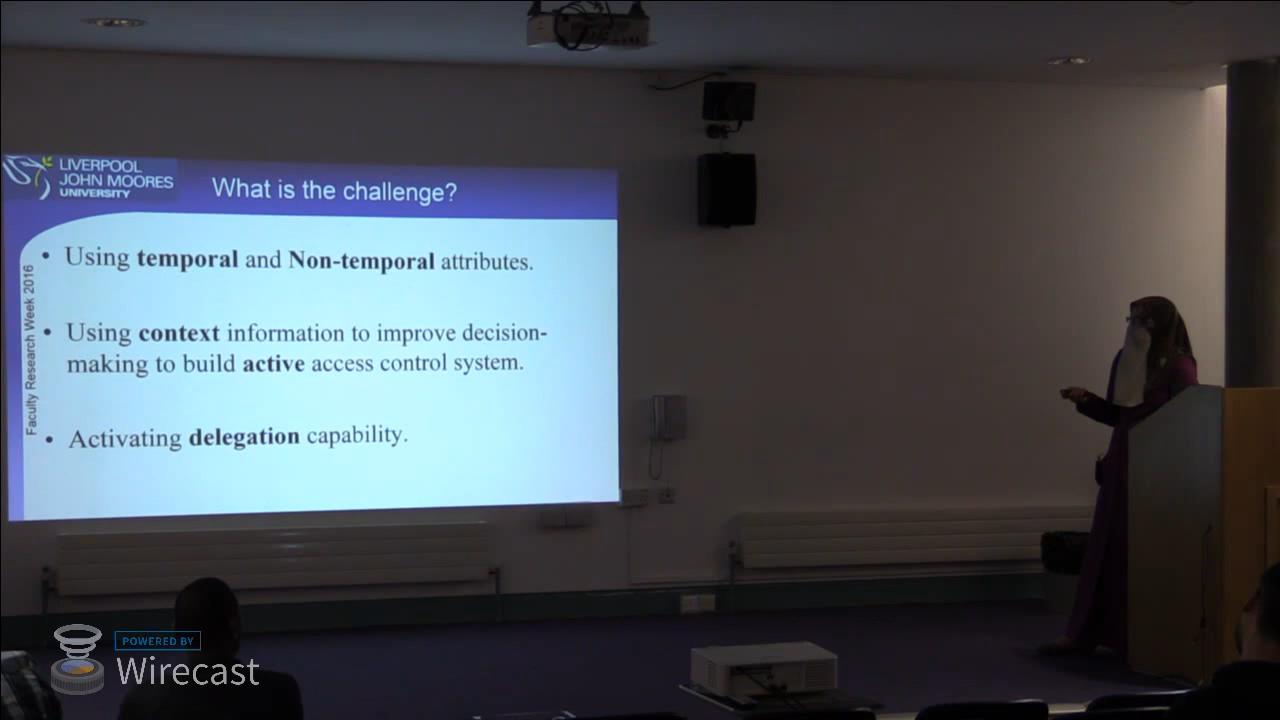 LIVERPOOL
JOHN MOORES
UNIVERSITY
What is the challenge?
• Using temporal and Non-temporal attributes.
• Using context information to improve decision-
making to build active access control system.
• Activating delegation capability.
Faculty Research Week 2016
POWERED BY
Wirecast